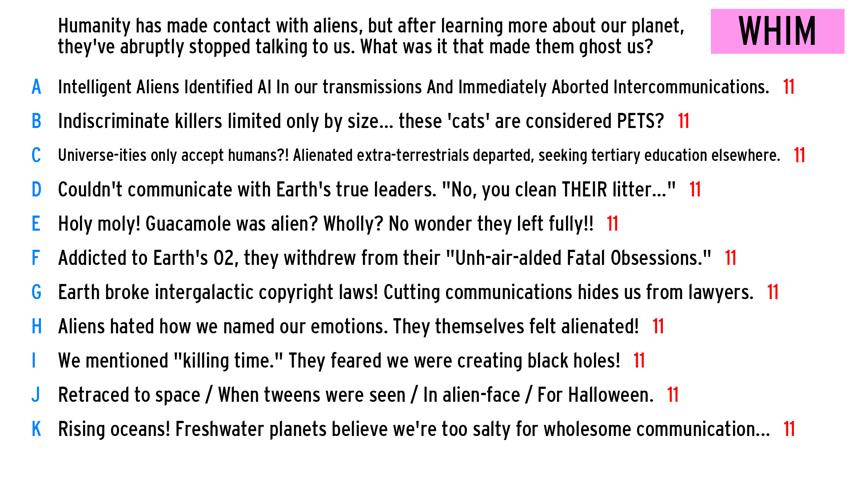 Humanity has made contact with aliens, but after learning more about our planet,
they've abruptly stopped talking to us. What was it that made them ghost us?
WHIM
A Intelligent Aliens Identified AI In our transmissions And Immediately Aborted Intercommunications. 11
B Indiscriminate killers limited only by size... these 'cats' are considered PETS? 11
C Universe-ities only accept humans?! Alienated extra-terrestrials departed, seeking tertiary education elsewhere. 11
D Couldn't communicate with Earth's true leaders. "No, you clean THEIR litter..." 11
E Holy moly! Guacamole was alien? Wholly? No wonder they left fully!! 11
F Addicted to Earth's O2, they withdrew from their "Unh-air-alded Fatal Obsessions." 11
G Earth broke intergalactic copyright laws! Cutting communications hides us from lawyers. 11
H Aliens hated how we named our emotions. They themselves felt alienated! 11
I We mentioned "killing time." They feared we were creating black holes! 11
J Retraced to space / When tweens were seen / In alien-face / For Halloween. 11
K Rising oceans! Freshwater planets believe we're too salty for wholesome communication... 11